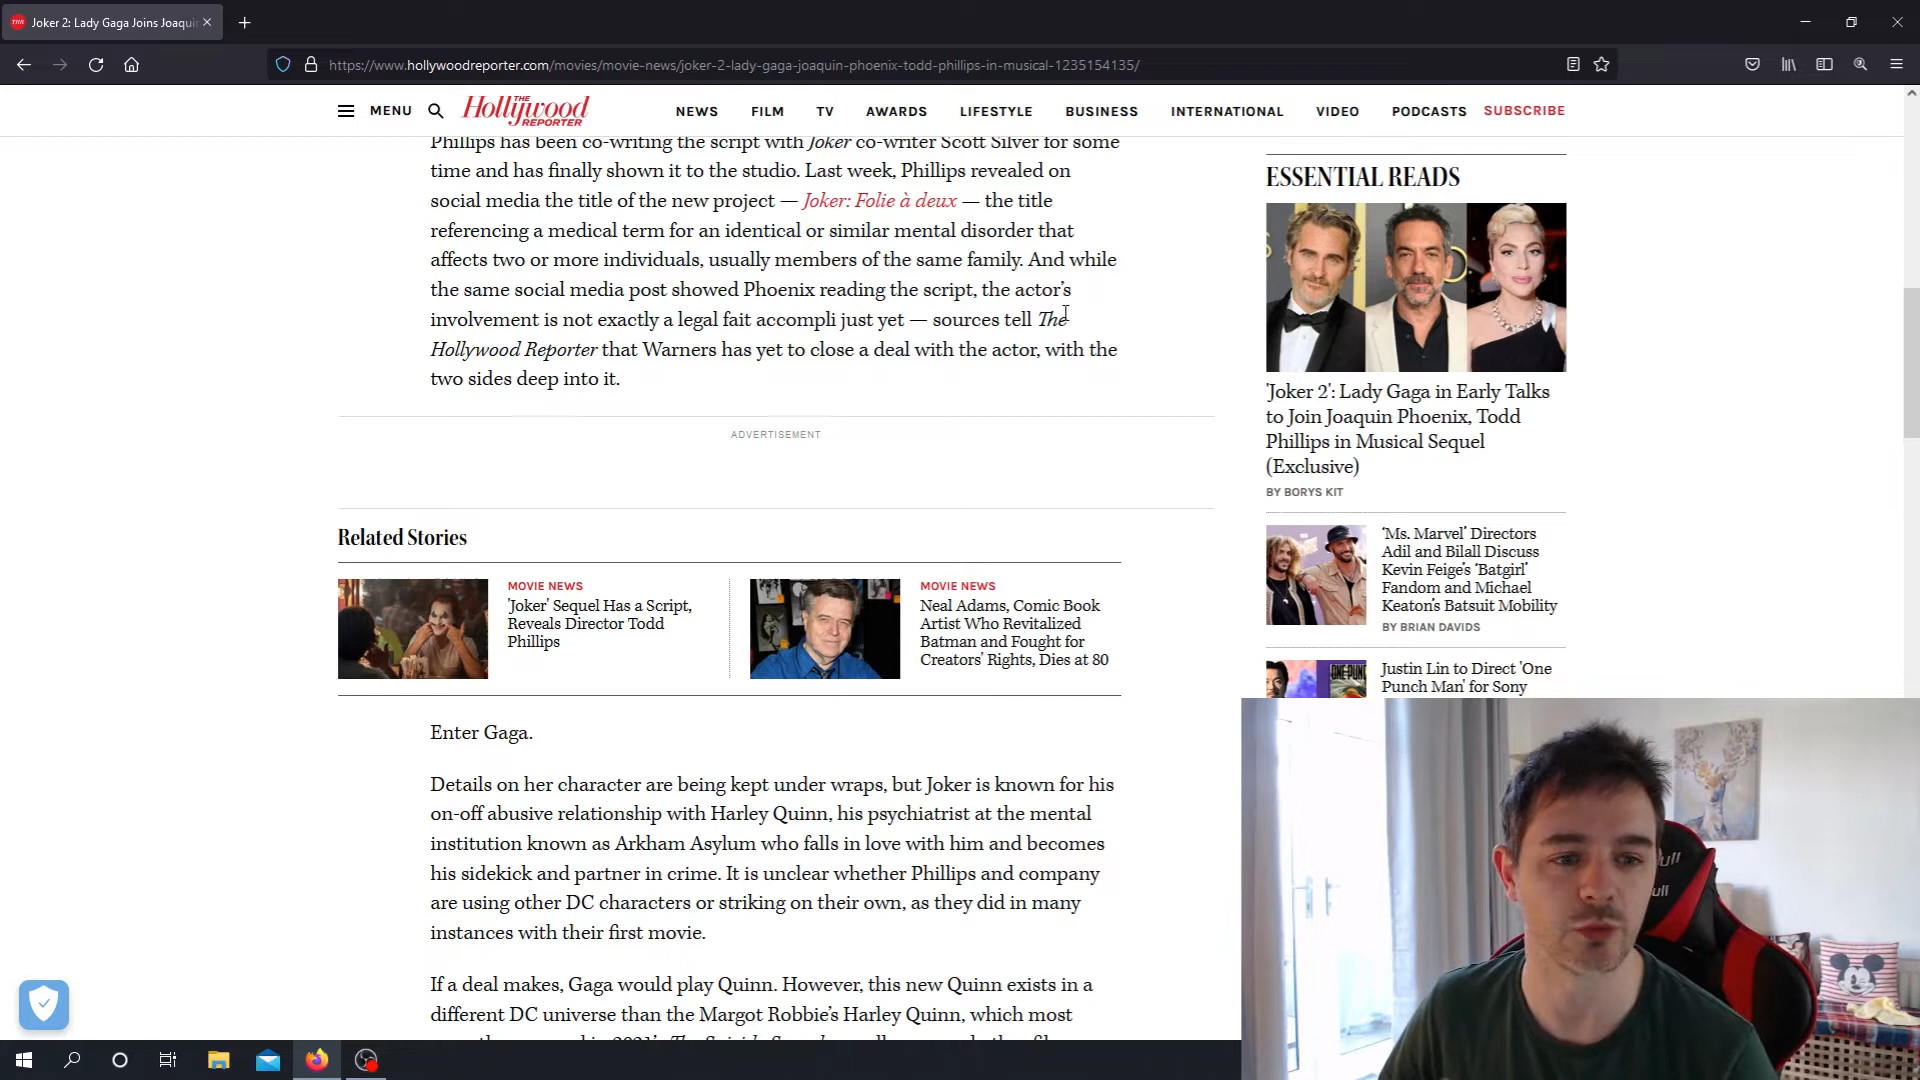 Joker 2: Lady Gaga Joins Joaquin
https://www.hollywoodreporter.com/movies/movie-news/joker-2-lady-gaga-joaquin-phoenix-todd-phillips-in-musical-1235154135/
MENU
THE
Hollywood
REPORTER
NEWS FILM TV AWARDS LIFESTYLE BUSINESS INTERNATIONAL VIDEO PODCASTS SUBSCRIBE
Phillips has been co-writing the script with Joker co-writer Scott Silver for some
time and has finally shown it to the studio. Last week, Phillips revealed on
social media the title of the new project — Joker: Folie à deux — the title
referencing a medical term for an identical or similar mental disorder that
affects two or more individuals, usually members of the same family. And while
the same social media post showed Phoenix reading the script, the actor’s
involvement is not exactly a legal fait accompli just yet — sources tell The
Hollywood Reporter that Warners has yet to close a deal with the actor, with the
two sides deep into it.
ADVERTISEMENT
Related Stories
MOVIE NEWS
'Joker' Sequel Has a Script,
Reveals Director Todd
Phillips
MOVIE NEWS
Neal Adams, Comic Book
Artist Who Revitalized
Batman and Fought for
Creators' Rights, Dies at 80
Enter Gaga.
Details on her character are being kept under wraps, but Joker is known for his
on-off abusive relationship with Harley Quinn, his psychiatrist at the mental
institution known as Arkham Asylum who falls in love with him and becomes
his sidekick and partner in crime. It is unclear whether Phillips and company
are using other DC characters or striking on their own, as they did in many
instances with their first movie.
If a deal makes, Gaga would play Quinn. However, this new Quinn exists in a
different DC universe than the Margot Robbie’s Harley Quinn, which most
ESSENTIAL READS
'Joker 2': Lady Gaga in Early Talks
to Join Joaquin Phoenix, Todd
Phillips in Musical Sequel
(Exclusive)
BY BORYS KIT
‘Ms. Marvel’ Directors
Adil and Bilall Discuss
Kevin Feige’s ‘Batgirl’
Fandom and Michael
Keaton’s Batsuit Mobility
BY BRIAN DAVIDS
Justin Lin to Direct 'One
Punch Man' for Sony